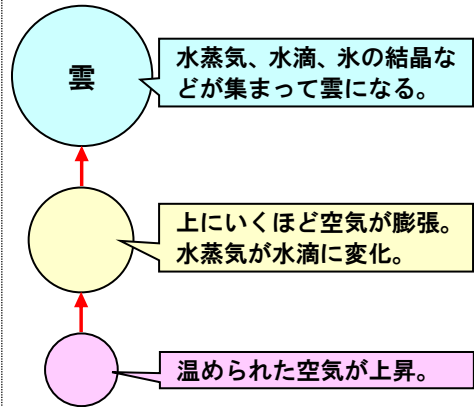 雲
水蒸気、水滴、氷の結晶な
どが集まって雲になる。
上にいくほど空気が膨張。
水蒸気が水滴に変化。
温められた空気が上昇。